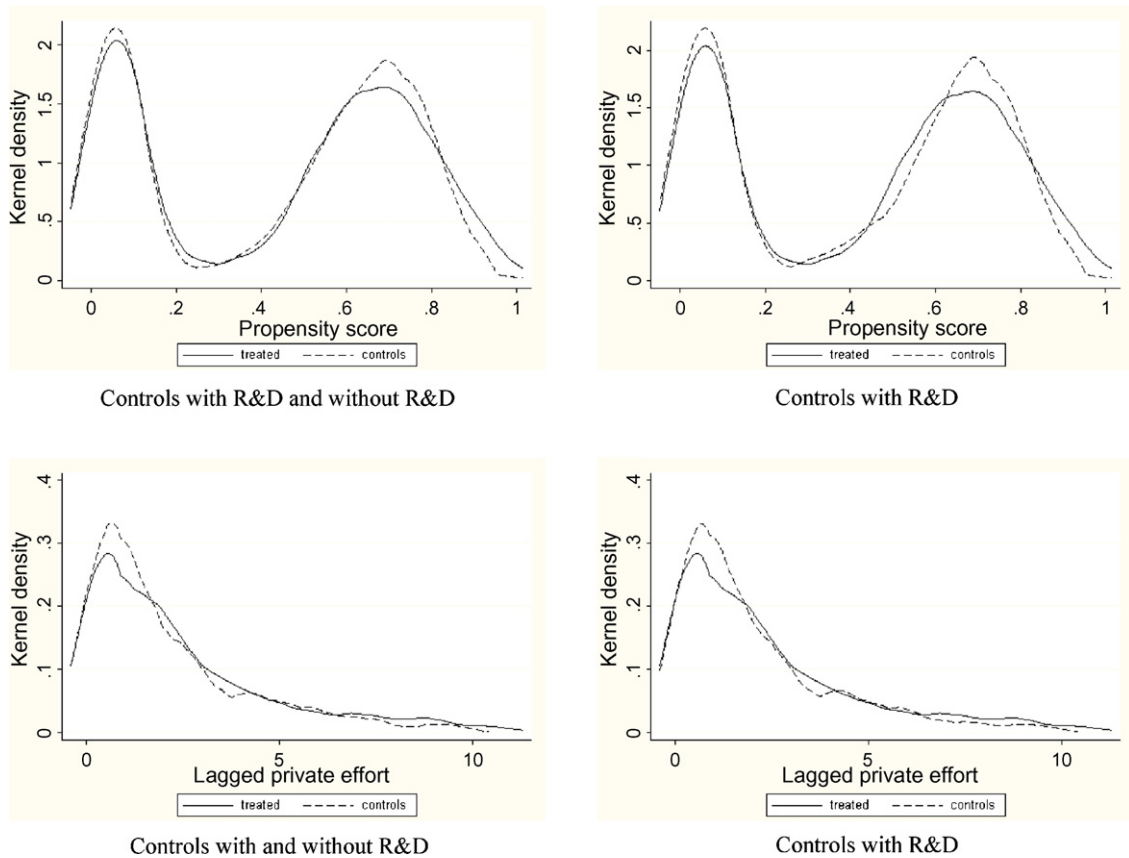 Kernel density
0 .5 1 1.5 2
0 .2 .4 .6 .8 1
Propensity score
treated controls
Controls with R&D and without R&D
Kernel density
0 .5 1 1.5 2
0 .2 .4 .6 .8 1
Propensity score
treated controls
Controls with R&D
Kernel density
0 .1 .2 .3 .4
0 5 10
Lagged private effort
treated controls
Controls with and without R&D
Kernel density
0 .1 .2 .3 .4
0 5 10
Lagged private effort
treated controls
Controls with R&D